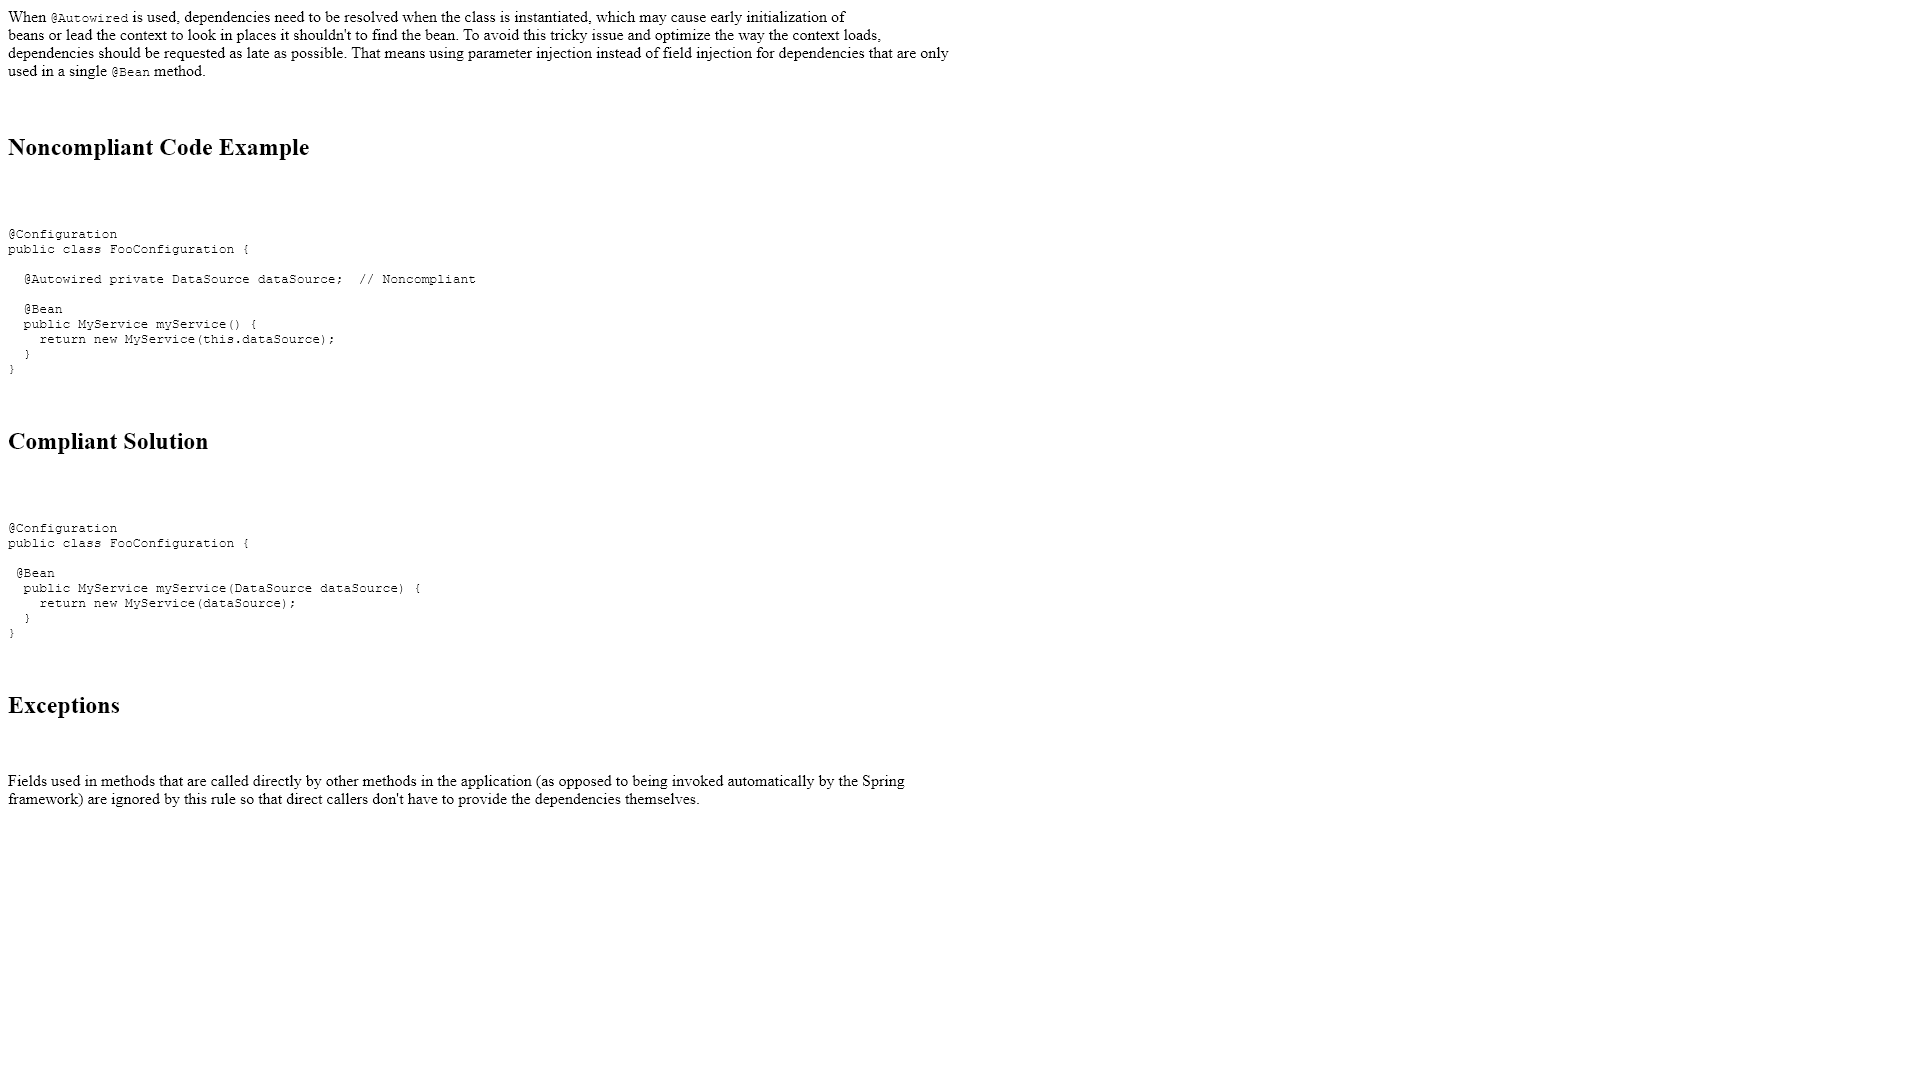 When @Autowired is used, dependencies need to be resolved when the class is instantiated, which may cause early initialization of
beans or lead the context to look in places it shouldn't to find the bean. To avoid this tricky issue and optimize the way the context loads,
dependencies should be requested as late as possible. That means using parameter injection instead of field injection for dependencies that are only
used in a single @Bean method.
Noncompliant Code Example
@Configuration
public class FooConfiguration {
  @Autowired private DataSource dataSource;  // Noncompliant
  @Bean
  public MyService myService() {
    return new MyService(this.dataSource);
  }
}
Compliant Solution
@Configuration
public class FooConfiguration {
 @Bean
  public MyService myService(DataSource dataSource) {
    return new MyService(dataSource);
  }
}
Exceptions
Fields used in methods that are called directly by other methods in the application (as opposed to being invoked automatically by the Spring
framework) are ignored by this rule so that direct callers don't have to provide the dependencies themselves.